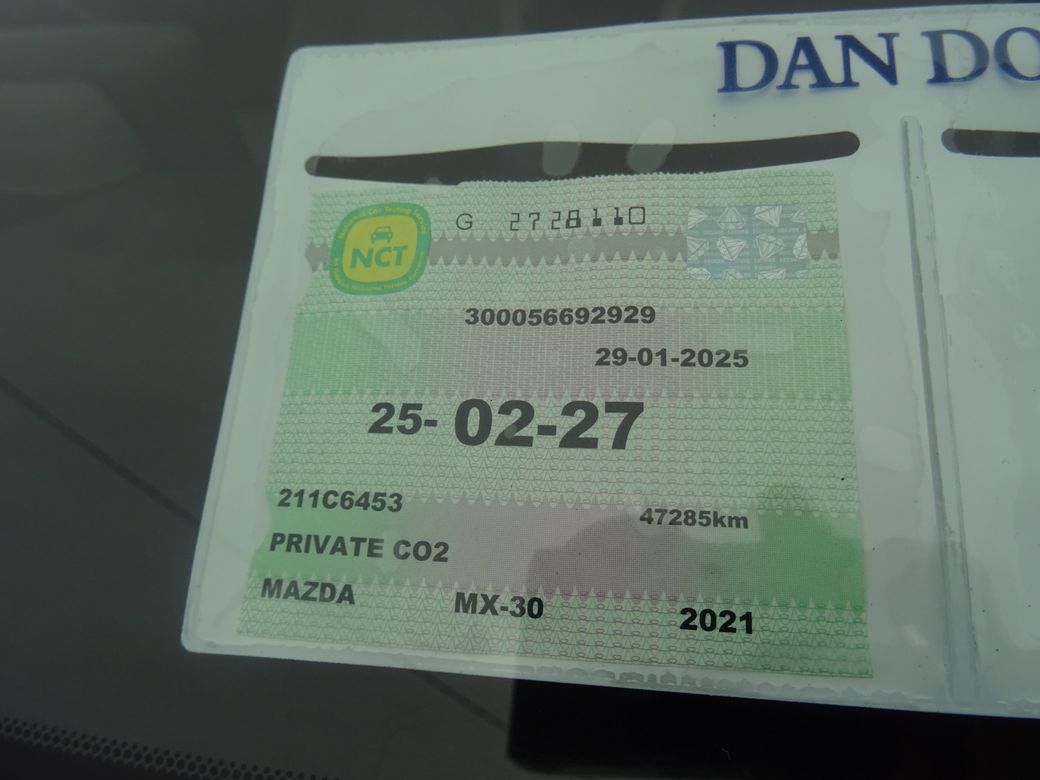 DAN DO
NCT
G 2728110
300056692929
29-01-2025
25- 02-27
211C6453
47285km
PRIVATE CO2
MAZDA MX-30 2021